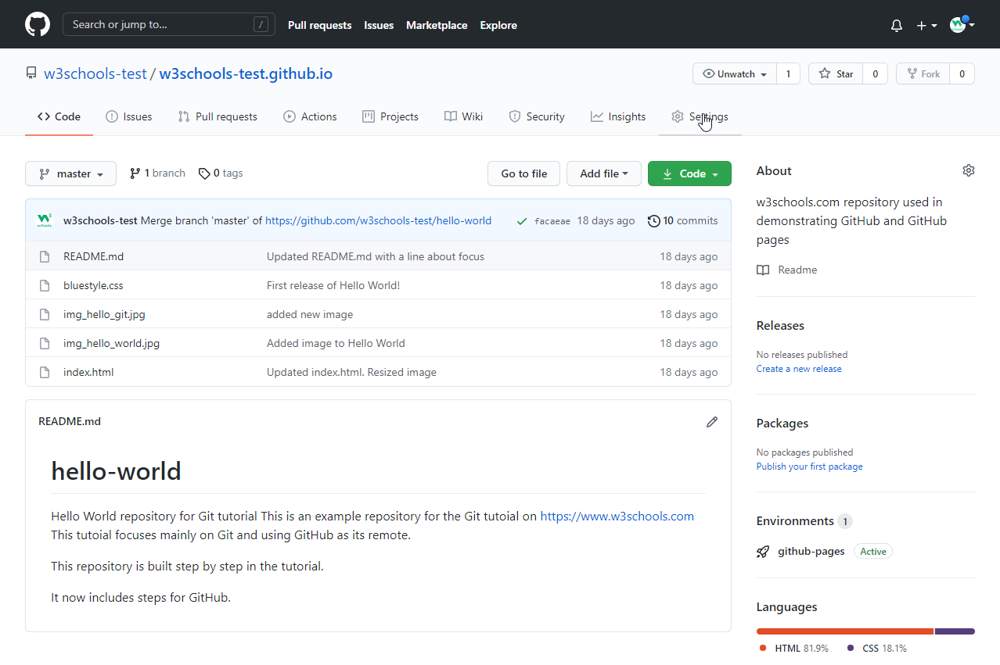 Search or jump to... / Pull requests Issues Marketplace Explore
w3schools-test / w3schools-test.github.io Unwatch 1 Star 0 Fork 0
Code Issues Pull requests Actions Projects Wiki Security Insights Settings
master 1 branch 0 tags Go to file Add file Code
w3schools-test Merge branch 'master' of https://github.com/w3schools-test/hello-world facaeae 18 days ago 10 commits
README.md Updated README.md with a line about focus 18 days ago
bluestyle.css First release of Hello World! 18 days ago
img_hello_git.jpg added new image 18 days ago
img_hello_world.jpg Added image to Hello World 18 days ago
index.html Updated index.html. Resized image 18 days ago
README.md
hello-world
Hello World repository for Git tutorial This is an example repository for the Git tutoial on https://www.w3schools.com
This tutoial focuses mainly on Git and using GitHub as its remote.
This repository is built step by step in the tutorial.
It now includes steps for GitHub.
About
w3schools.com repository used in
demonstrating GitHub and GitHub
pages
Readme
Releases
No releases published
Create a new release
Packages
No packages published
Publish your first package
Environments 1
github-pages Active
Languages
HTML 81.9% CSS 18.1%